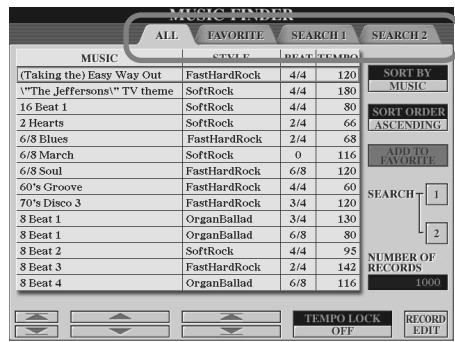 MUSIC FINDER
ALL FAVORITE SEARCH 1 SEARCH 2
MUSIC STYLE BEAT TEMPO
(Taking the) Easy Way Out FastHardRock 4/4 120
\"The Jeffersons\" TV theme SoftRock 4/4 180
16 Beat 1 SoftRock 4/4 80
2 Hearts SoftRock 2/4 66
6/8 Blues FastHardRock 2/4 68
6/8 March SoftRock 0 116
6/8 Soul FastHardRock 6/8 120
60's Groove FastHardRock 4/4 60
70's Disco 3 FastHardRock 3/4 120
8 Beat 1 OrganBallad 3/4 130
8 Beat 1 OrganBallad 6/8 80
8 Beat 2 SoftRock 4/4 95
8 Beat 3 FastHardRock 2/4 142
8 Beat 4 OrganBallad 6/8 116
SORT BY
MUSIC
SORT ORDER
ASCENDING
ADD TO
FAVORITE
SEARCH 1
2
NUMBER OF
RECORDS
1000
TEMPO LOCK
OFF
RECORD
EDIT